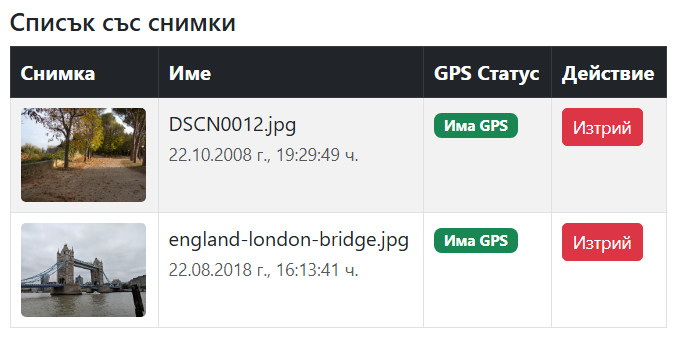 Списък със снимки
Снимка Име GPS Статус Действие
DSCN0012.jpg Има GPS Изтрий
22.10.2008 г., 19:29:49 ч.
england-london-bridge.jpg Има GPS Изтрий
22.08.2018 г., 16:13:41 ч.